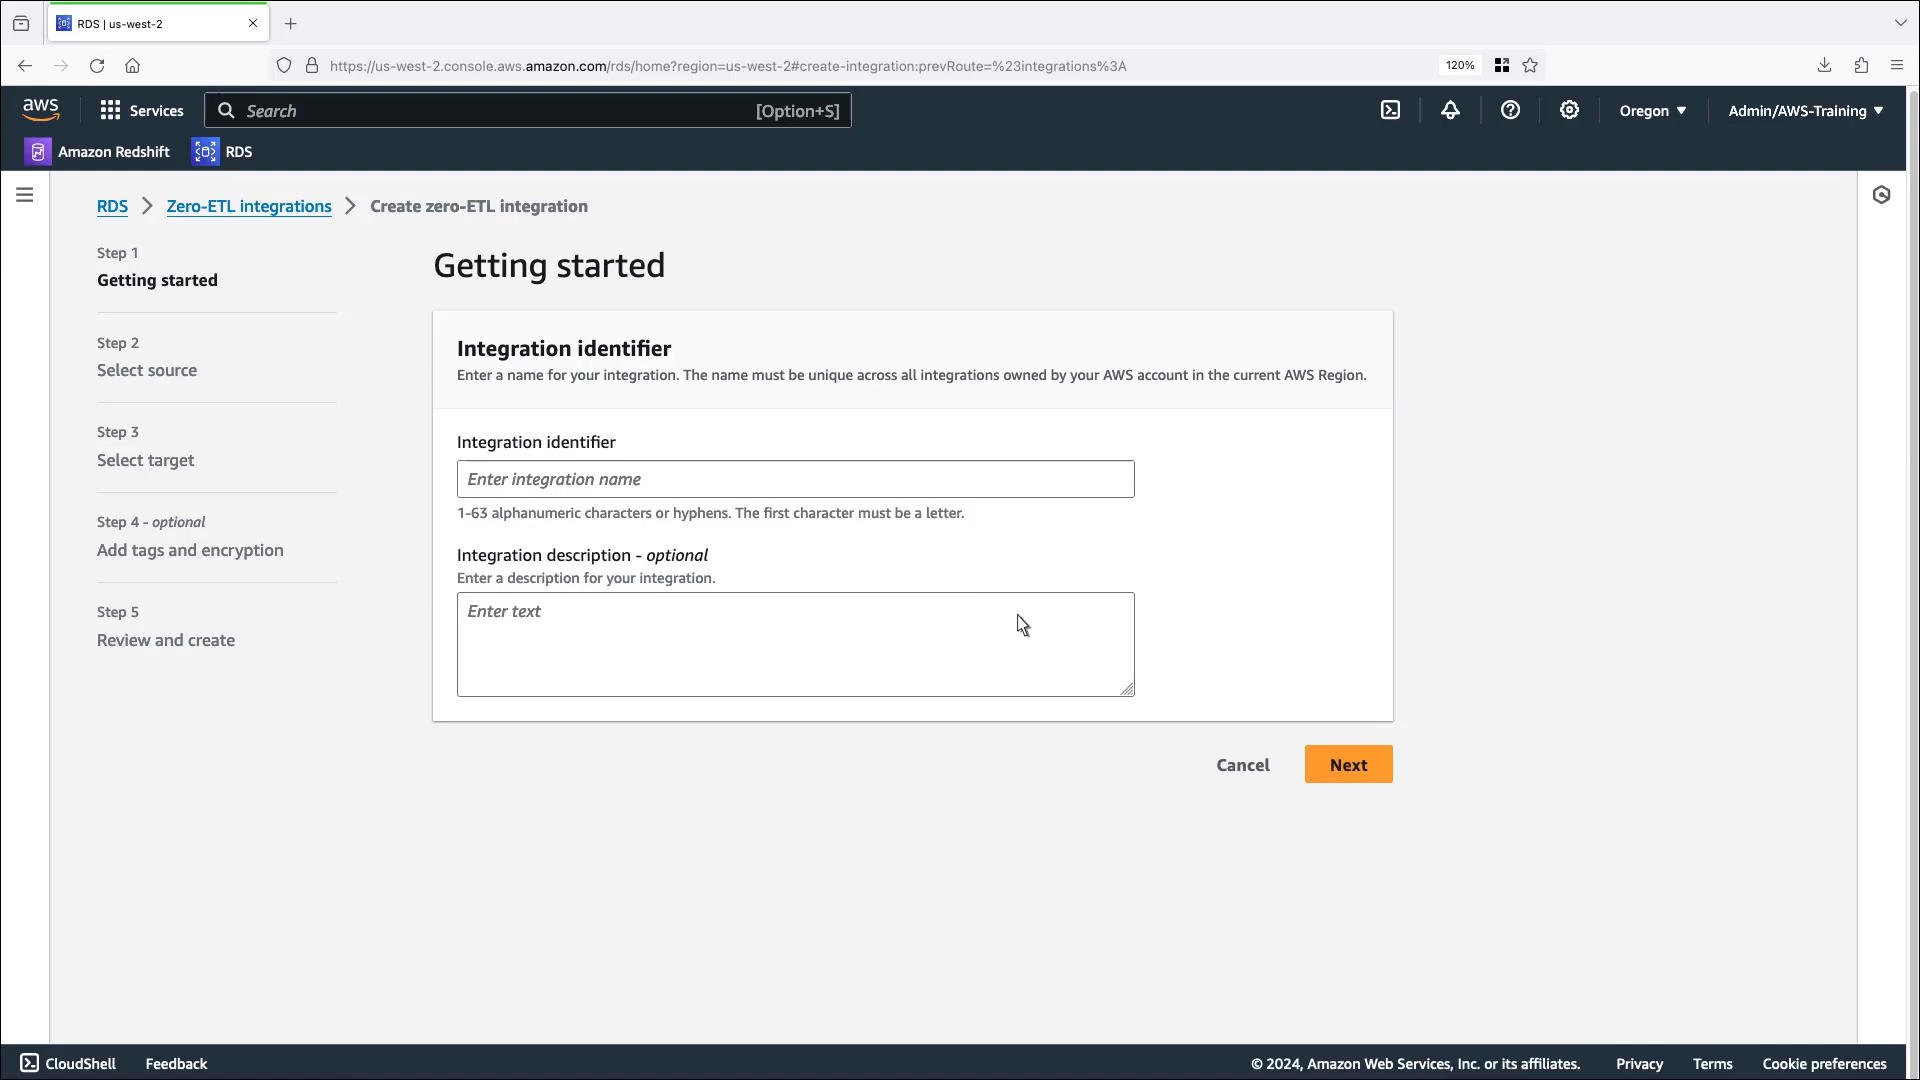 RDS | us-west-2
https://us-west-2.console.aws.amazon.com/rds/home?region=us-west-2#create-integration:prevRoute=%23integrations%3A
120%
aws
Services
Search
[Option+S]
Oregon
Admin/AWS-Training
Amazon Redshift
RDS
RDS
Zero-ETL integrations
Create zero-ETL integration
Step 1
Getting started
Step 2
Select source
Step 3
Select target
Step 4 - optional
Add tags and encryption
Step 5
Review and create
Getting started
Integration identifier
Enter a name for your integration. The name must be unique across all integrations owned by your AWS account in the current AWS Region.
Integration identifier
Enter integration name
1-63 alphanumeric characters or hyphens. The first character must be a letter.
Integration description - optional
Enter a description for your integration.
Enter text
Cancel
Next
CloudShell
Feedback
© 2024, Amazon Web Services, Inc. or its affiliates.
Privacy
Terms
Cookie preferences